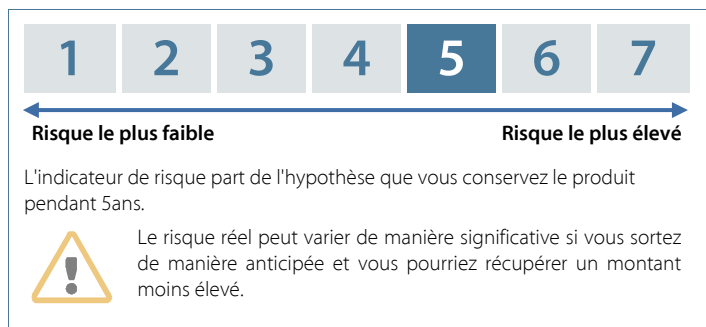 1 2 3 4 5 6 7
Risque le plus faible Risque le plus élevé
L'indicateur de risque part de l'hypothèse que vous conservez le produit
pendant 5ans.
Le risque réel peut varier de manière significative si vous sortez
de manière anticipée et vous pourriez récupérer un montant
moins élevé.